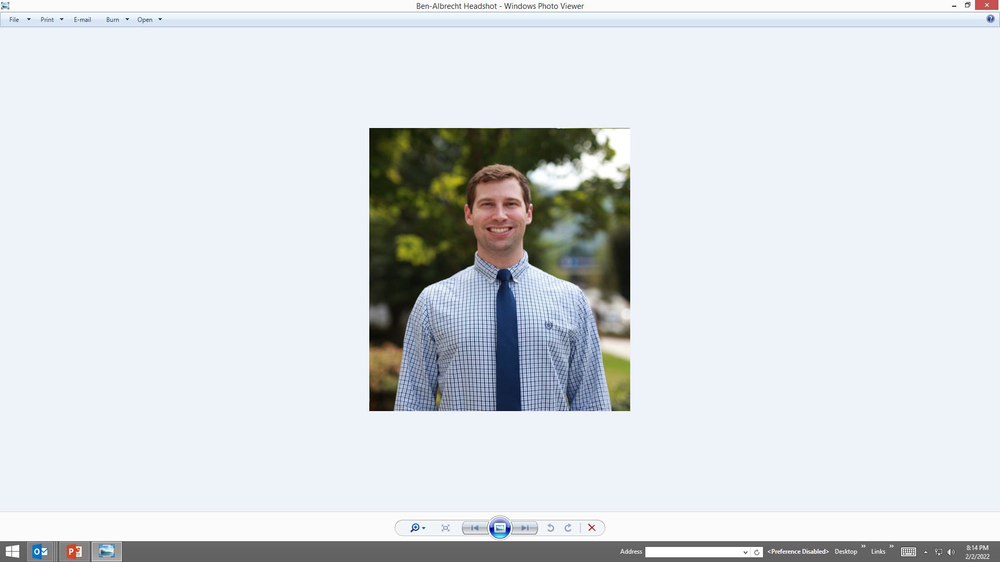 Ben-Albrecht Headshot - Windows Photo Viewer
File Print E-mail Burn Open
Address <Preference Disabled> Desktop » Links »
8:14 PM
2/2/2022